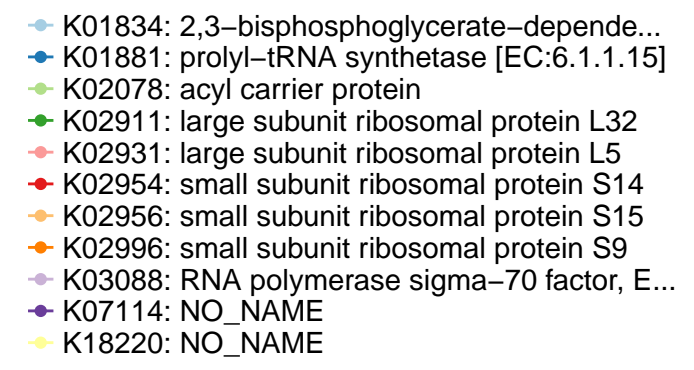 K01834: 2,3−bisphosphoglycerate−depende...
K01881: prolyl−tRNA synthetase [EC:6.1.1.15]
K02078: acyl carrier protein
K02911: large subunit ribosomal protein L32
K02931: large subunit ribosomal protein L5
K02954: small subunit ribosomal protein S14
K02956: small subunit ribosomal protein S15
K02996: small subunit ribosomal protein S9
K03088: RNA polymerase sigma−70 factor, E...
K07114: NO_NAME
K18220: NO_NAME